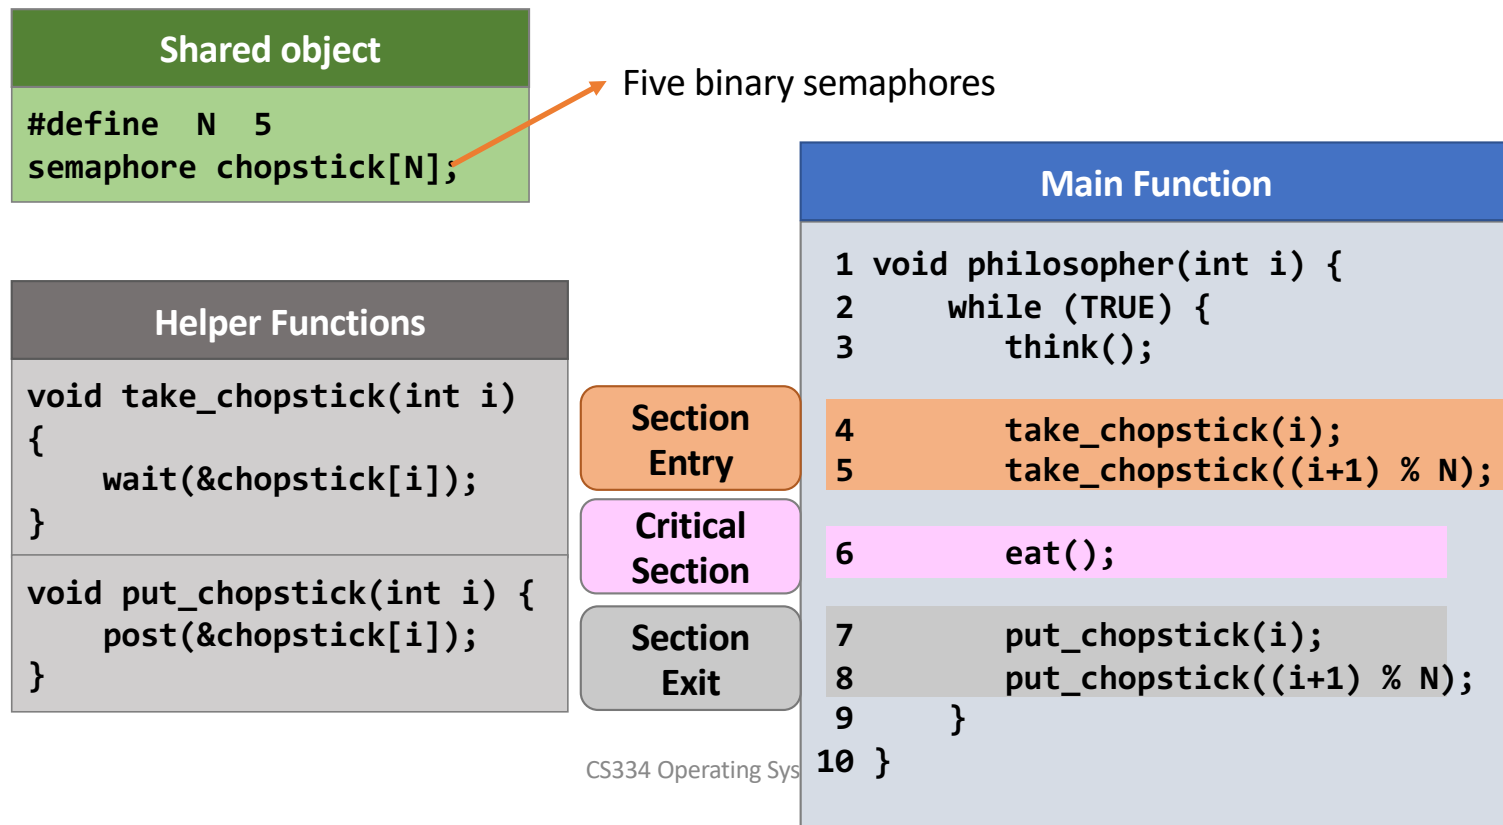 Shared object
#define  N  5
semaphore chopstick[N];
Five binary semaphores
Helper Functions
void take_chopstick(int i)
{
    wait(&chopstick[i]);
}
void put_chopstick(int i) {
    post(&chopstick[i]);
}
Section
Entry
Critical
Section
Section
Exit
Main Function
1 void philosopher(int i) {
2     while (TRUE) {
3        think();
4        take_chopstick(i);
5        take_chopstick((i+1) % N);
6        eat();
7        put_chopstick(i);
8        put_chopstick((i+1) % N);
9     }
10 }
CS334 Operating Sys